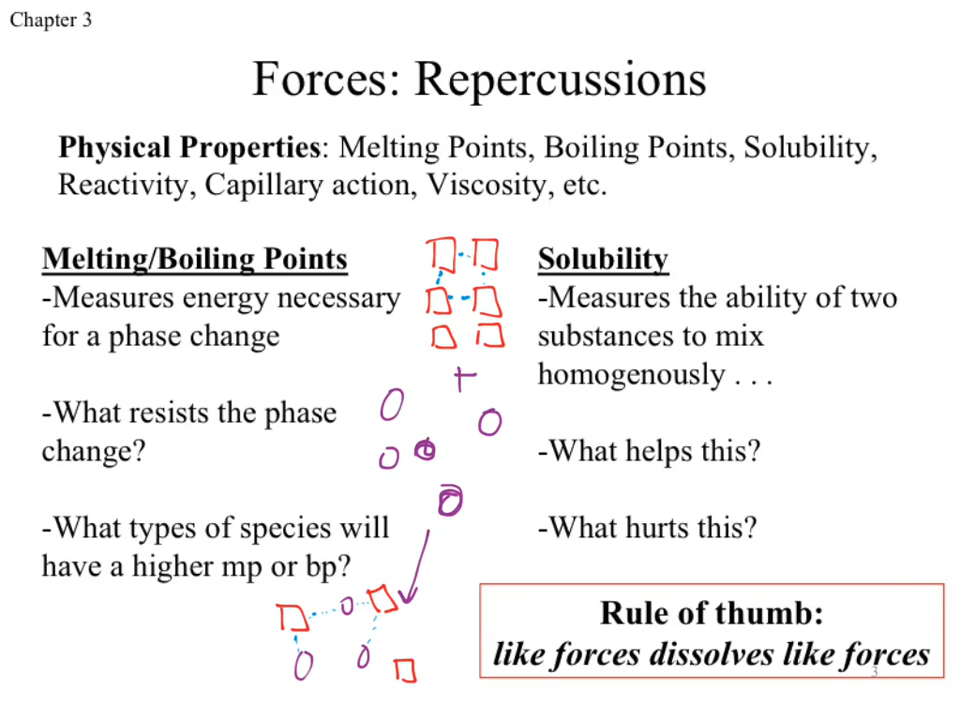 Chapter 3
Forces: Repercussions
Physical Properties: Melting Points, Boiling Points, Solubility,
Reactivity, Capillary action, Viscosity, etc.
Melting/Boiling Points
-Measures energy necessary
for a phase change
-What resists the phase
change?
-What types of species will
have a higher mp or bp?
+
Solubility
-Measures the ability of two
substances to mix
homogenously . . .
-What helps this?
-What hurts this?
Rule of thumb:
like forces dissolves like forces
3